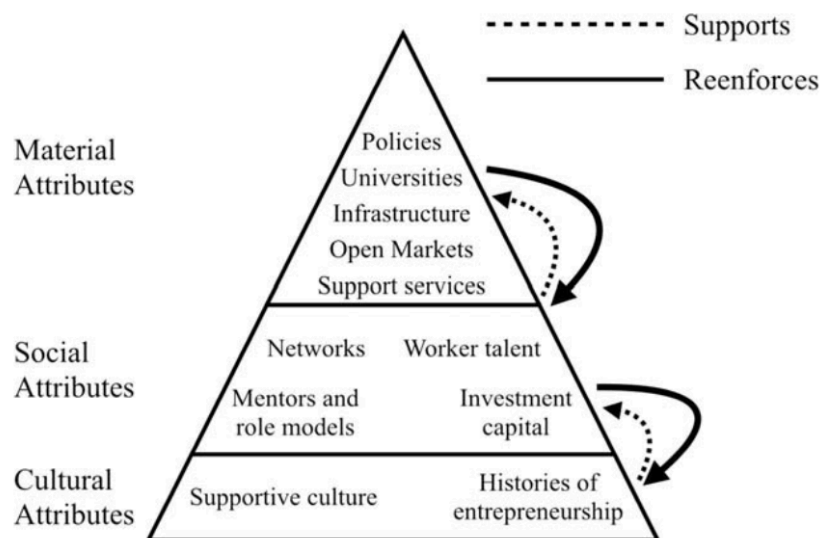 Supports
Reenforces
Material
Attributes
Policies
Universities
Infrastructure
Open Markets
Support services
Social
Attributes
Networks
Worker talent
Mentors and
role models
Investment
capital
Cultural
Attributes
Supportive culture
Histories of
entrepreneurship